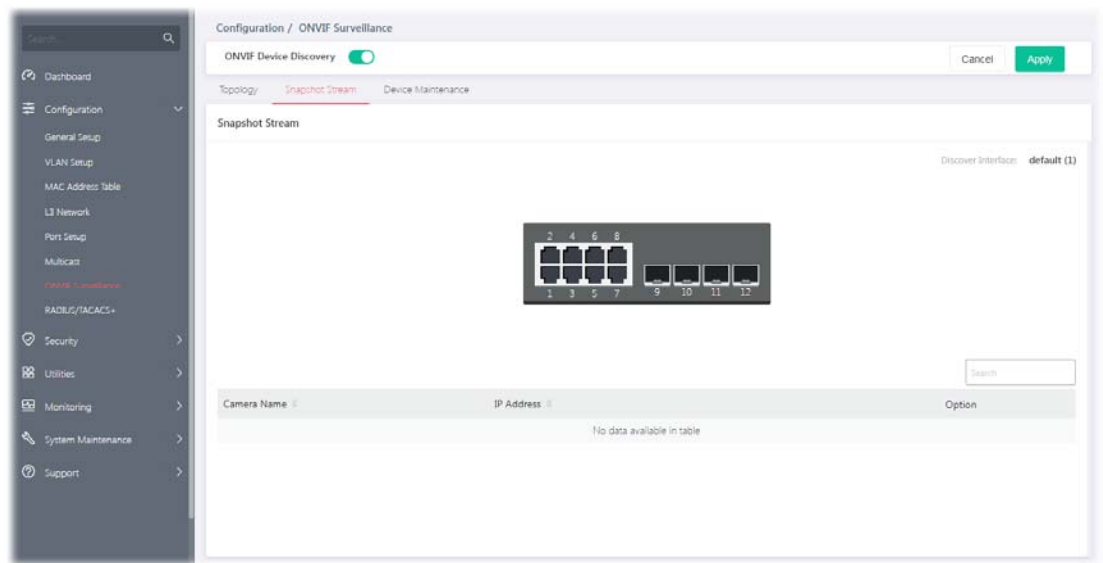 Search...
Dashboard
Configuration
General Setup
VLAN Setup
MAC Address Table
L3 Network
Port Setup
Multicast
ONVIF Surveillance
RADIUS/TACACS+
Security
Utilities
Monitoring
System Maintenance
Support
Configuration / ONVIF Surveillance
ONVIF Device Discovery
Cancel Apply
Topology Snapshot Stream Device Maintenance
Snapshot Stream
Discover Interface: default (1)
2 4 6 8
1 3 5 7 9 10 11 12
Search
Camera Name IP Address Option
No data available in table